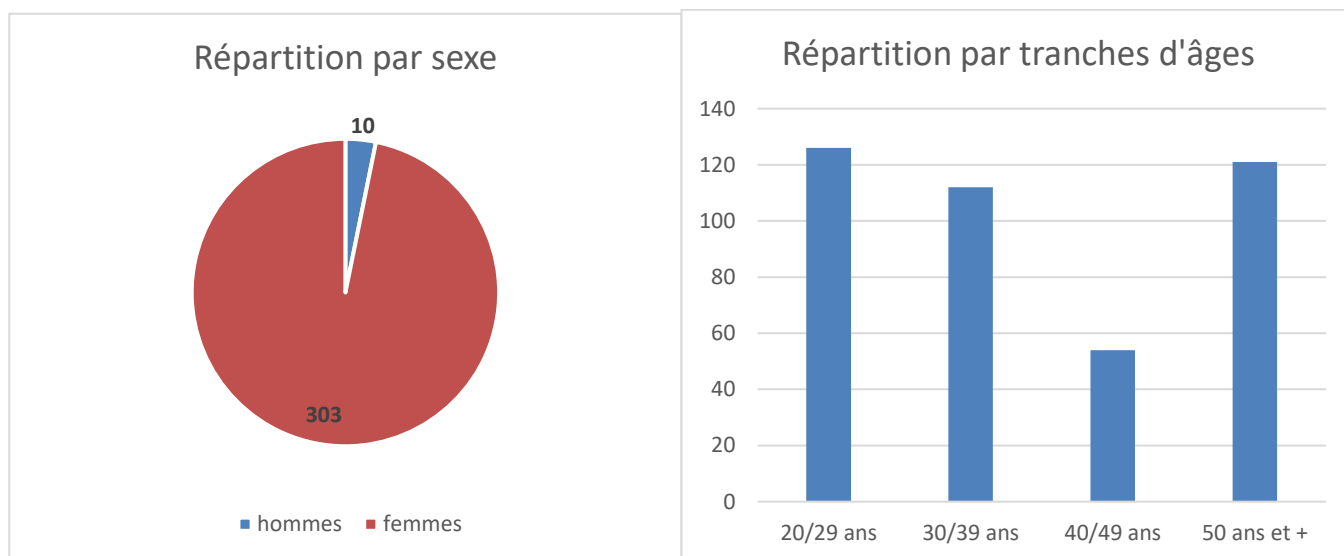 Répartition par sexe
10
303
hommes femmes
Répartition par tranches d'âges
140
120
100
80
60
40
20
0
20/29 ans 30/39 ans 40/49 ans 50 ans et +